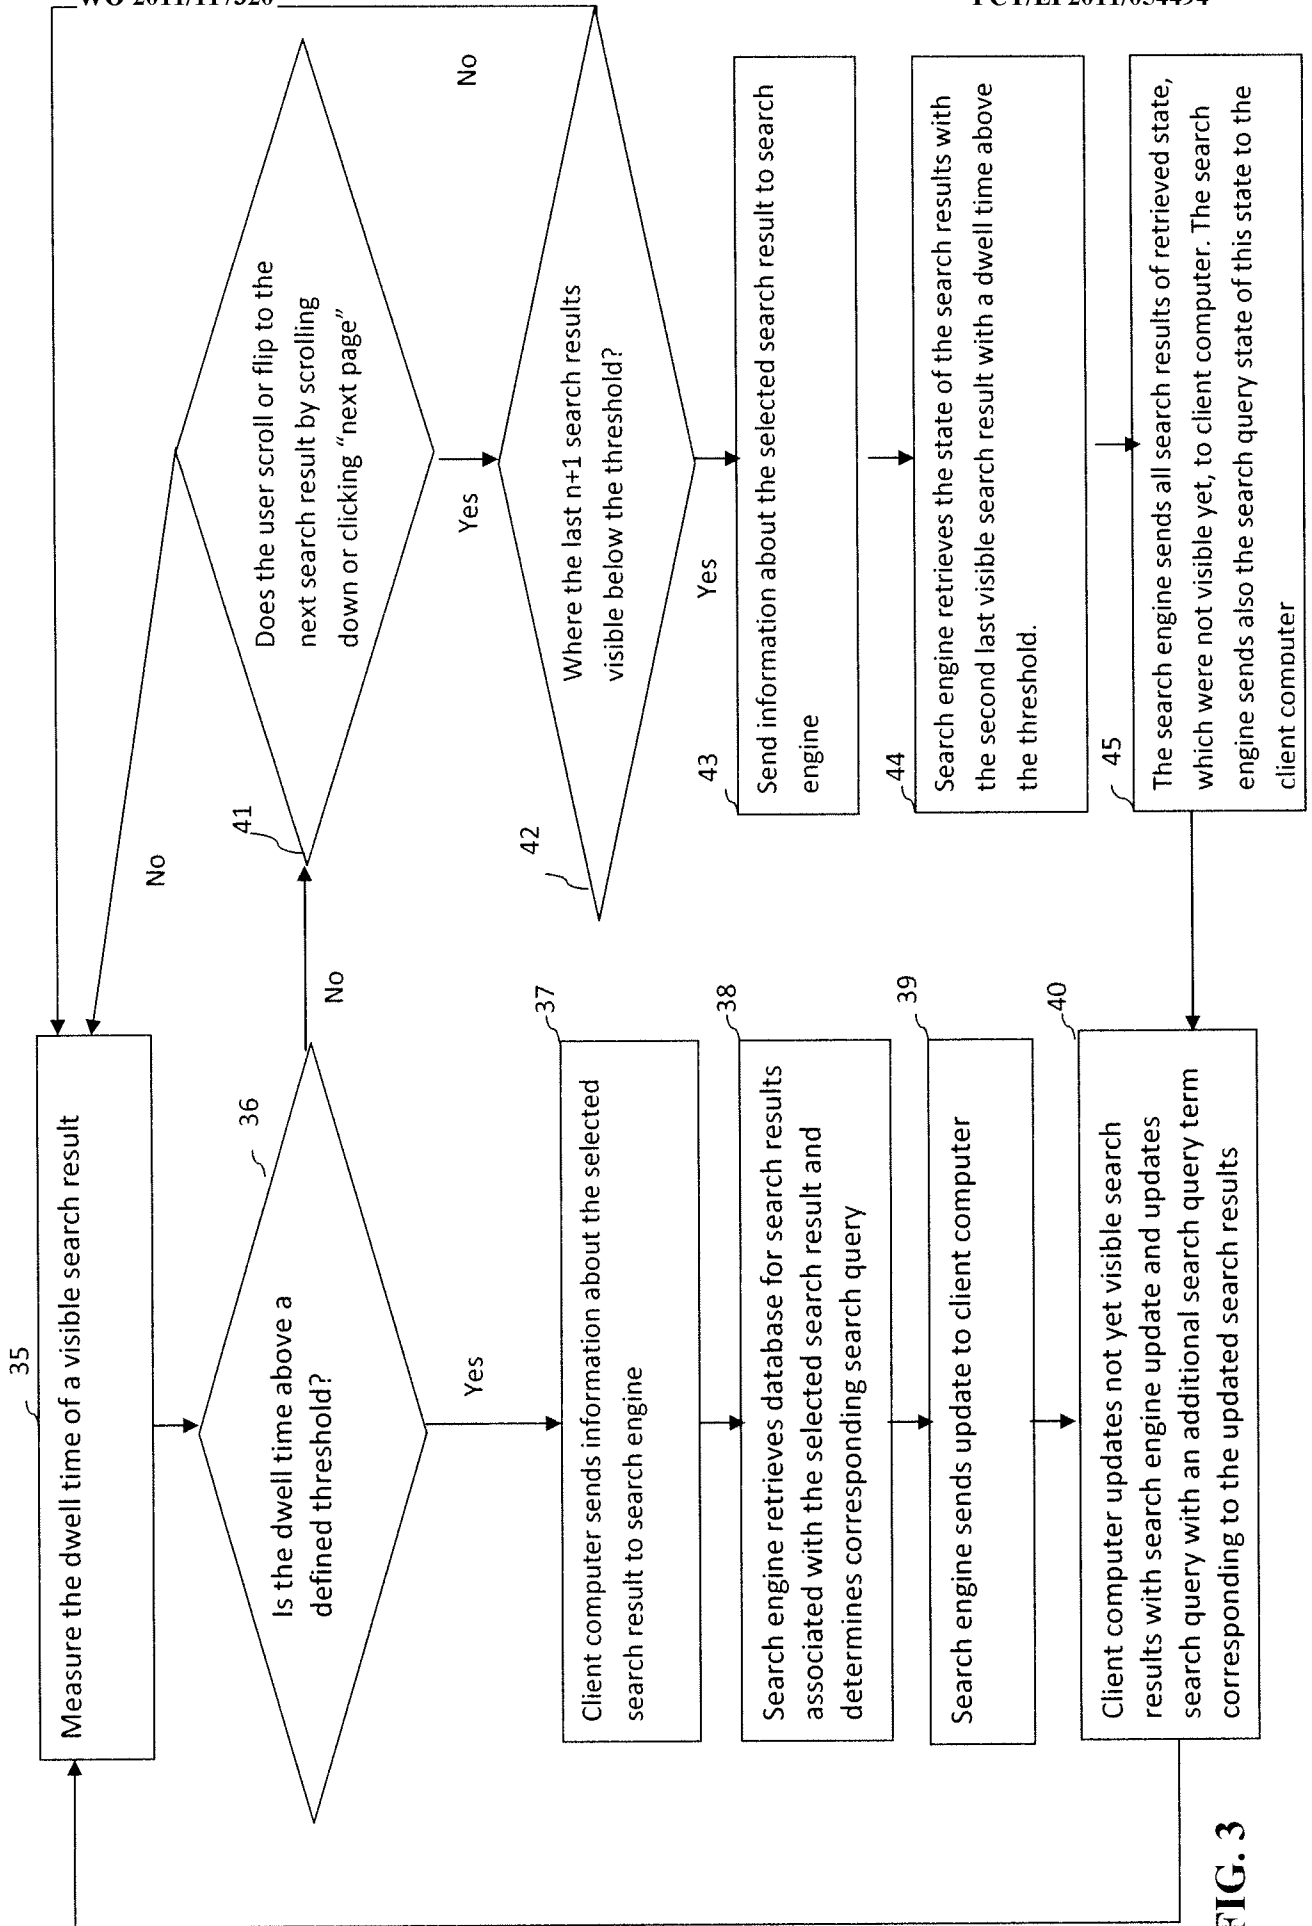 35
Measure the dwell time of a visible search result
36
Is the dwell time above a
defined threshold?
No
Yes
37
Client computer sends information about the selected
search result to search engine
38
Search engine retrieves database for search results
associated with the selected search result and
determines corresponding search query
39
Search engine sends update to client computer
40
Client computer updates not yet visible search
results with search engine update and updates
search query with an additional search query term
corresponding to the updated search results
No
41
Does the user scroll or flip to the
next search result by scrolling
down or clicking “next page”
Yes
No
42
Where the last n+1 search results
visible below the threshold?
Yes
43
Send information about the selected search result to search
engine
44
Search engine retrieves the state of the search results with
the second last visible search result with a dwell time above
the threshold.
45
The search engine sends all search results of retrieved state,
which were not visible yet, to client computer. The search
engine sends also the search query state of this state to the
client computer
FIG. 3